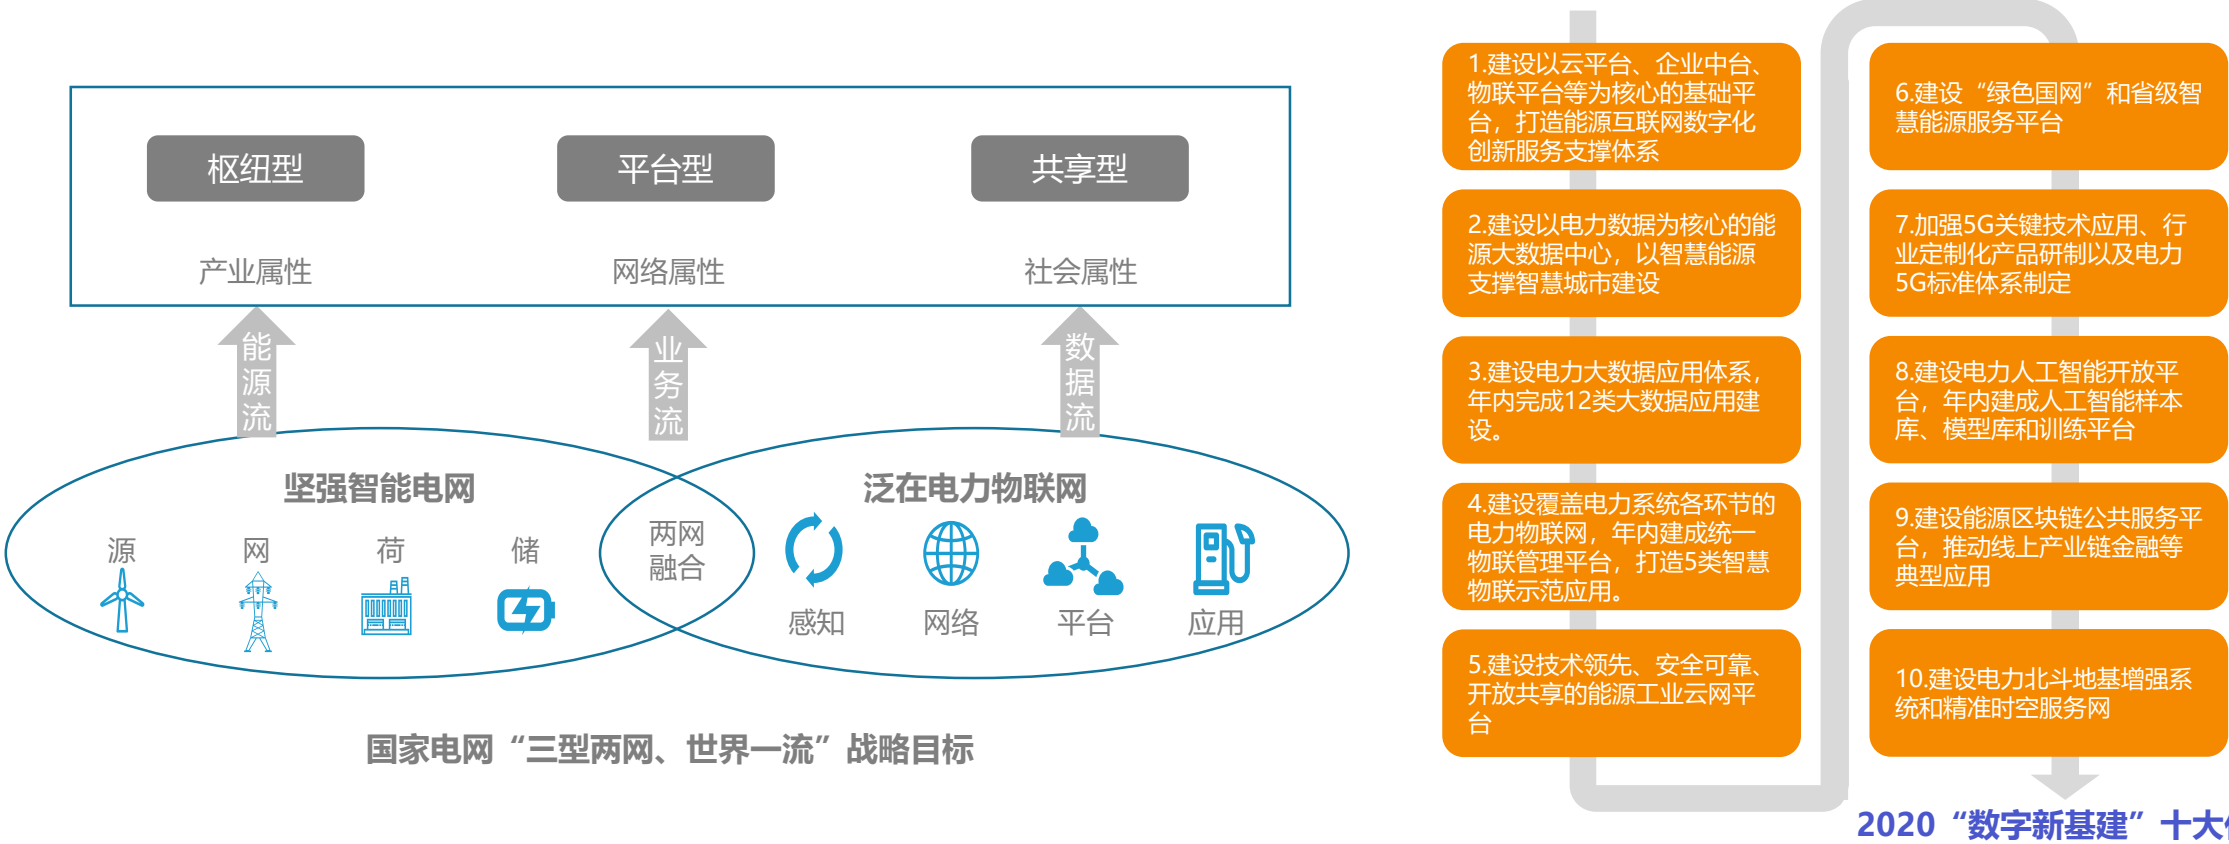 枢纽型
平台型
共享型
产业属性
网络属性
社会属性
能源流
业务流
数据流
坚强智能电网
泛在电力物联网
源
网
荷
储
两网
融合
感知
网络
平台
应用
国家电网“三型两网、世界一流”战略目标
1.建设以云平台、企业中台、
物联平台等为核心的基础平
台，打造能源互联网数字化
创新服务支撑体系
2.建设以电力数据为核心的能
源大数据中心，以智慧能源
支撑智慧城市建设
3.建设电力大数据应用体系，
年内完成12类大数据应用建
设。
4.建设覆盖电力系统各环节的
电力物联网，年内建成统一
物联管理平台，打造5类智慧
物联示范应用。
5.建设技术领先、安全可靠、
开放共享的能源工业云网平
台
6.建设“绿色国网”和省级智
慧能源服务平台
7.加强5G关键技术应用、行
业定制化产品研制以及电力
5G标准体系制定
8.建设电力人工智能开放平
台，年内建成人工智能样本
库、模型库和训练平台
9.建设能源区块链公共服务平
台，推动线上产业链金融等
典型应用
10.建设电力北斗地基增强系
统和精准时空服务网
2020“数字新基建”十大